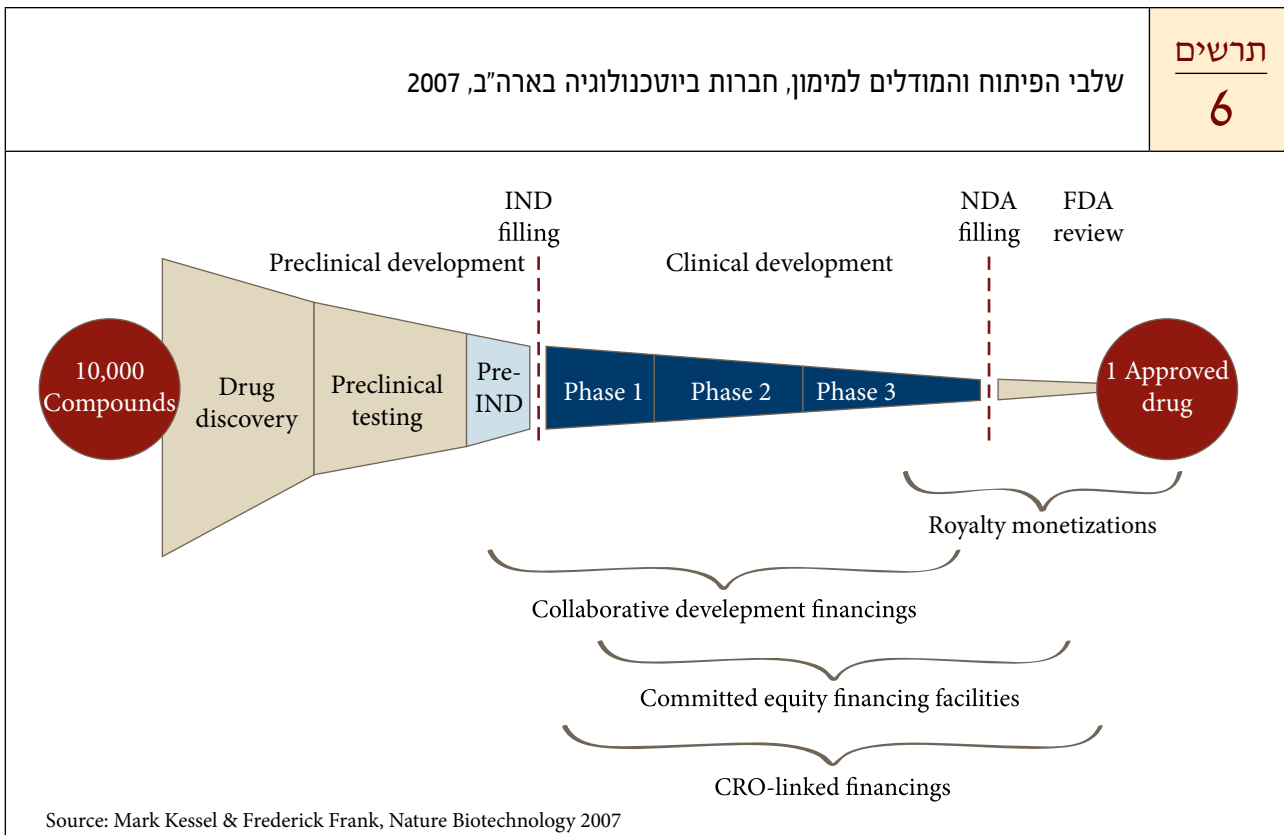 תרשים
6
שלבי הפיתוח והמודלים למימון, חברות ביוטכנולוגיה בארה"ב, 2007
IND
filling
NDA
filling
FDA
review
Preclinical development
Clinical development
10,000
Compounds
Drug
discovery
Preclinical
testing
Pre-
IND
Phase 1
Phase 2
Phase 3
1 Approved
drug
Royalty monetizations
Collaborative develepment financings
Committed equity financing facilities
CRO-linked financings
Source: Mark Kessel & Frederick Frank, Nature Biotechnology 2007